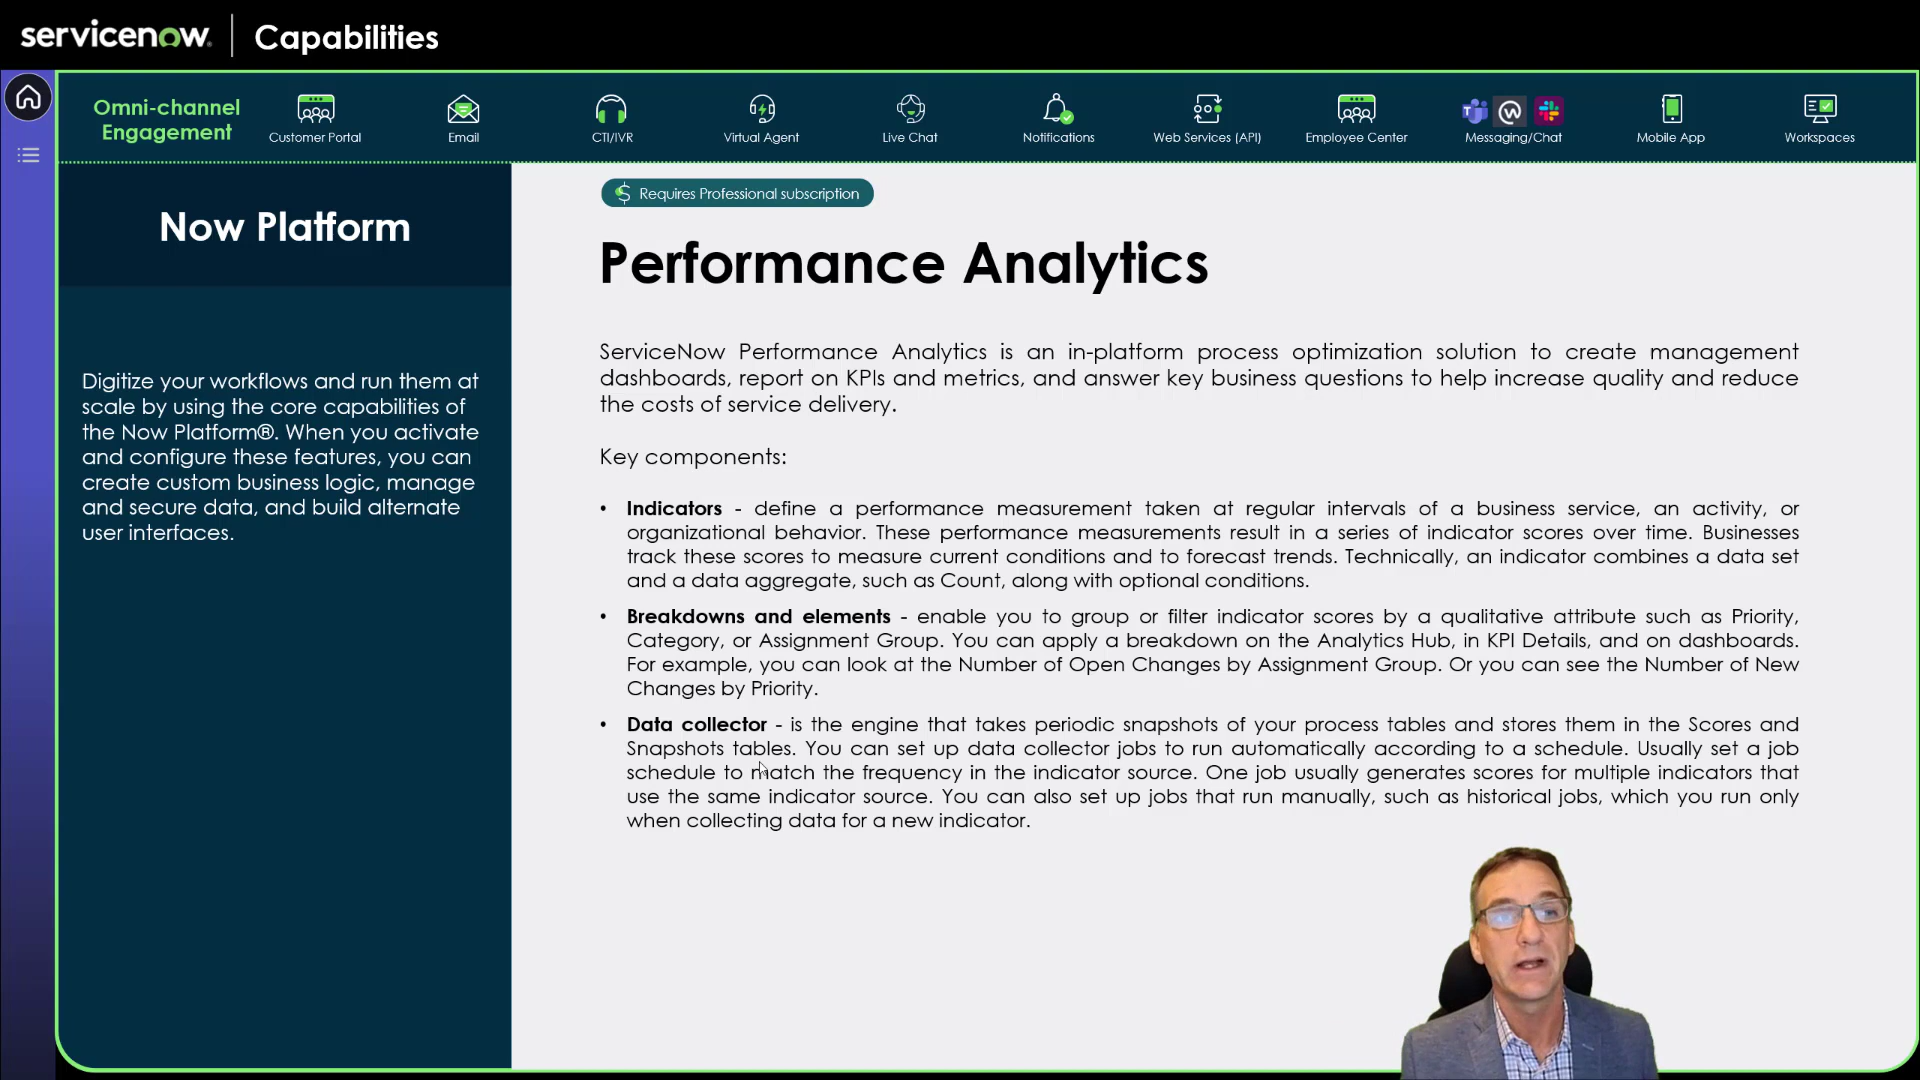 servicenow
Capabilities
Omni-channel
Engagement
Customer Portal
Email
CTI/IVR
Virtual Agent
Live Chat
Notifications
Web Services (API)
Employee Center
Messaging/Chat
Mobile App
Workspaces
Now Platform
Digitize your workflows and run them at
scale by using the core capabilities of
the Now Platform®. When you activate
and configure these features, you can
create custom business logic, manage
and secure data, and build alternate
user interfaces.
Requires Professional subscription
Performance Analytics
ServiceNow Performance Analytics is an in-platform process optimization solution to create management
dashboards, report on KPIs and metrics, and answer key business questions to help increase quality and reduce
the costs of service delivery.
Key components:
• Indicators - define a performance measurement taken at regular intervals of a business service, an activity, or
organizational behavior. These performance measurements result in a series of indicator scores over time. Businesses
track these scores to measure current conditions and to forecast trends. Technically, an indicator combines a data set
and a data aggregate, such as Count, along with optional conditions.
• Breakdowns and elements - enable you to group or filter indicator scores by a qualitative attribute such as Priority,
Category, or Assignment Group. You can apply a breakdown on the Analytics Hub, in KPI Details, and on dashboards.
For example, you can look at the Number of Open Changes by Assignment Group. Or you can see the Number of New
Changes by Priority.
• Data collector - is the engine that takes periodic snapshots of your process tables and stores them in the Scores and
Snapshots tables. You can set up data collector jobs to run automatically according to a schedule. Usually set a job
schedule to match the frequency in the indicator source. One job usually generates scores for multiple indicators that
use the same indicator source. You can also set up jobs that run manually, such as historical jobs, which you run only
when collecting data for a new indicator.